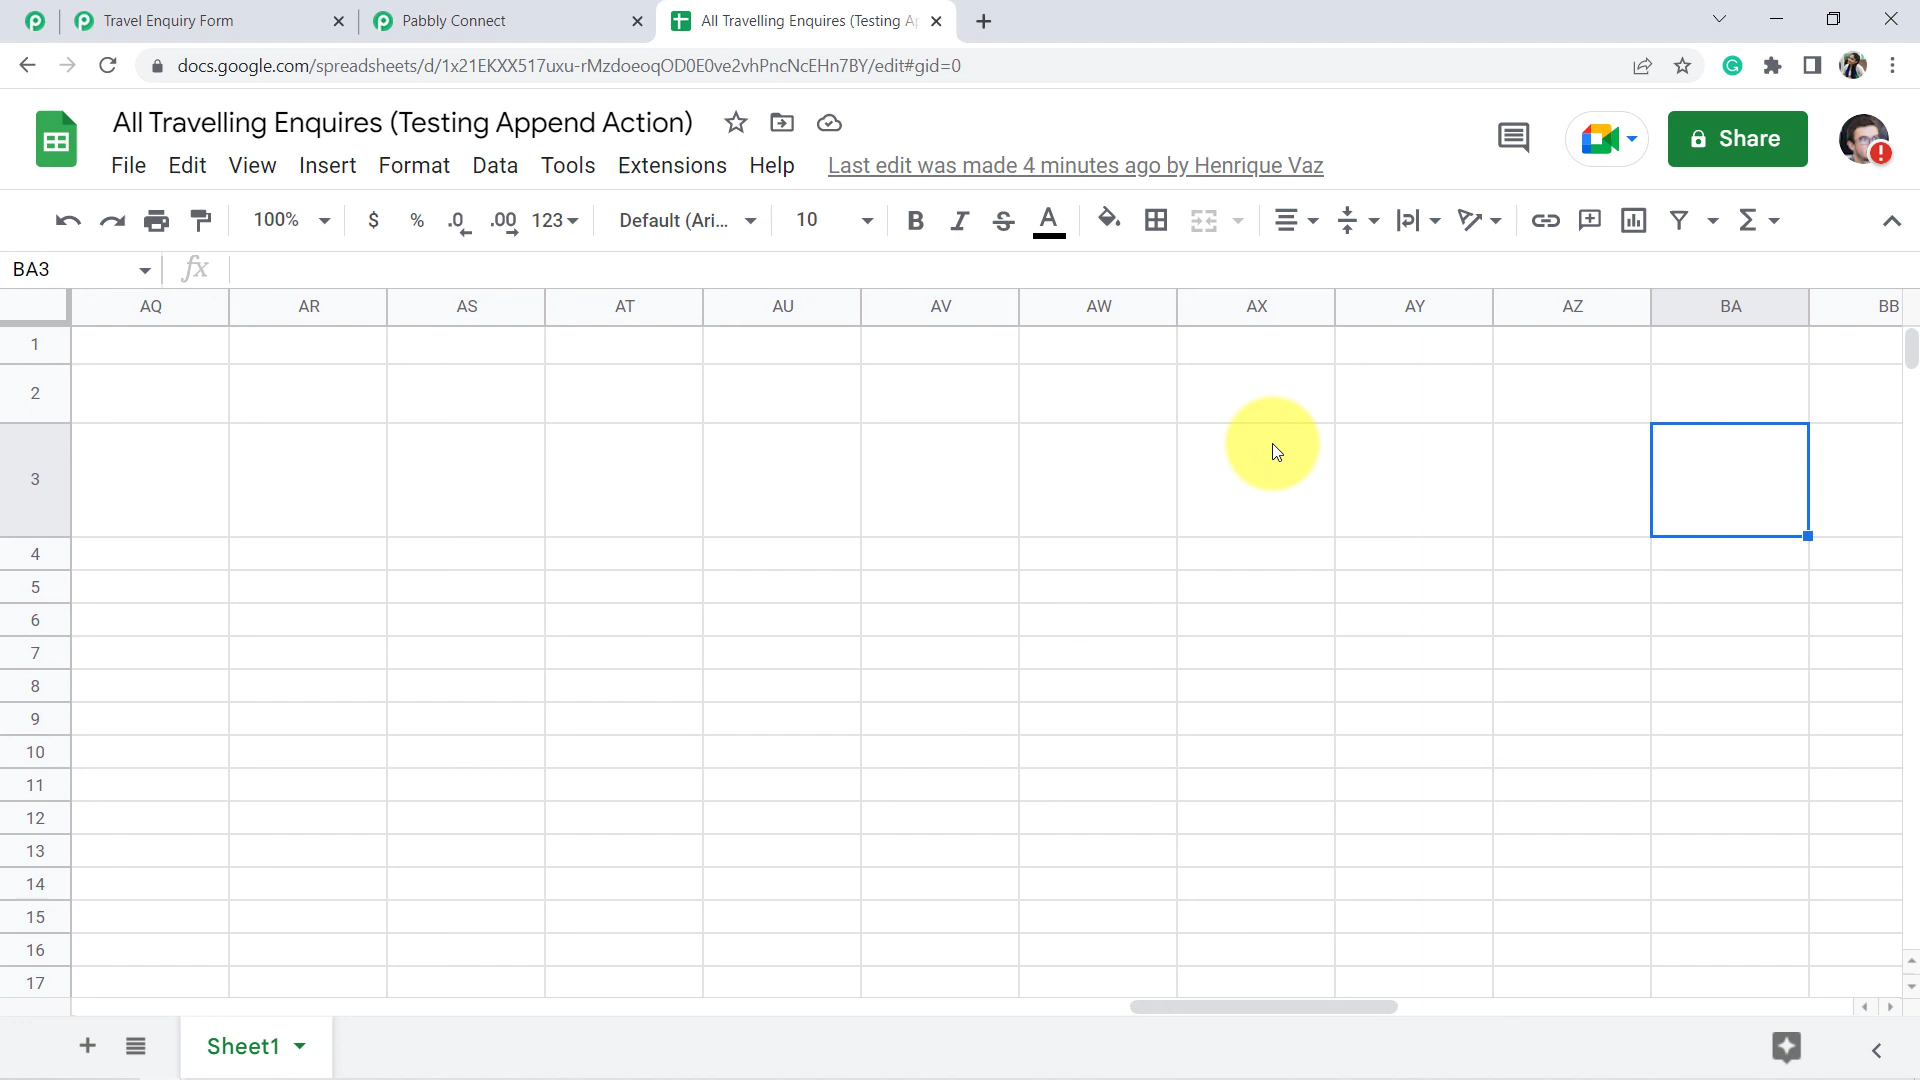 Travel Enquiry Form
Pabbly Connect
All Travelling Enquires (Testing Ap
docs.google.com/spreadsheets/d/1x21EKXX517uxu-rMzdoeoqOD0E0ve2vhPncNcEHn7BY/edit#gid=0
All Travelling Enquires (Testing Append Action)
Share
File Edit View Insert Format Data Tools Extensions Help Last edit was made 4 minutes ago by Henrique Vaz
100% $ % .0 .00 123 Default (Ari... 10 B I S A Σ
BA3 fx
AQ AR AS AT AU AV AW AX AY AZ BA BB
1
2
3
4
5
6
7
8
9
10
11
12
13
14
15
16
17
Sheet1